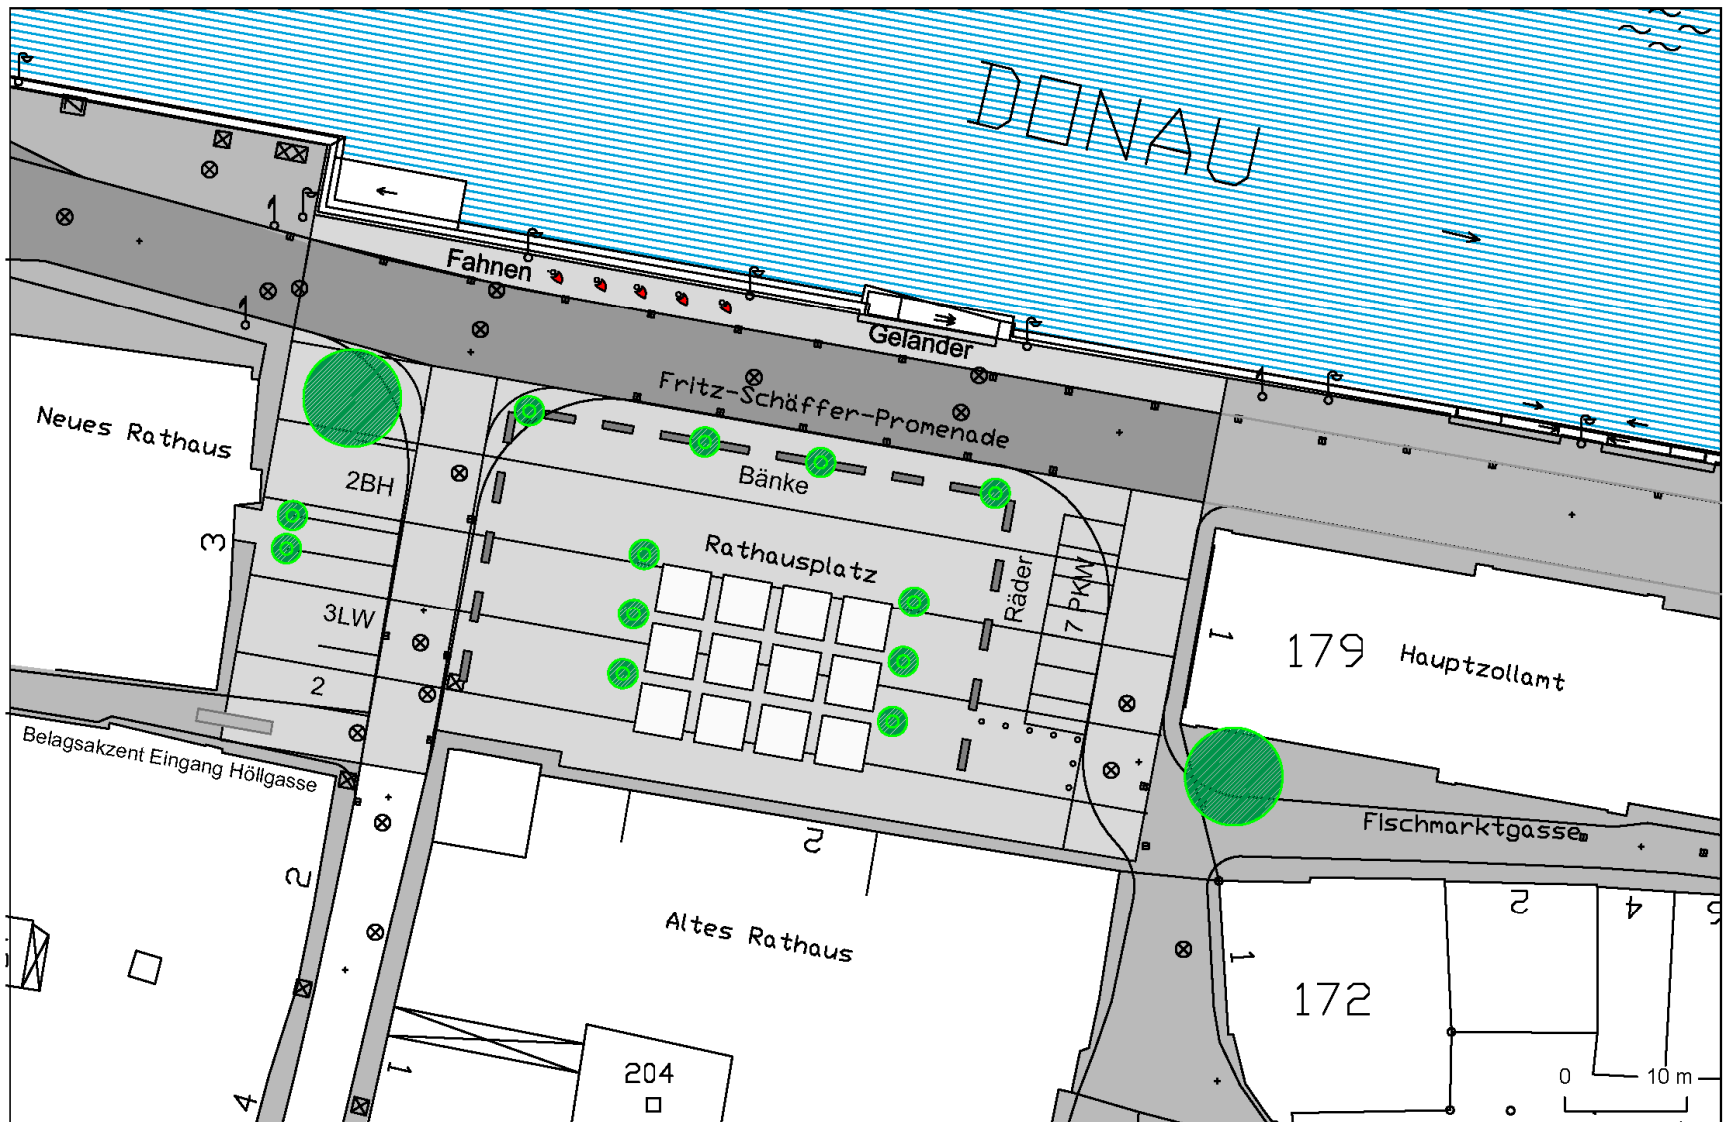 DONAU
Fahnen
Geländer
Fritz-Schäffer-Promenade
Neues Rathaus
2BH
Bänke
3
Rathausplatz
Räder
7 PKW
3LW
1
179
Hauptzollamt
2
Belagsakzent Eingang Höllgasse
Fischmarktgasse
2
2
2
4
Altes Rathaus
1
172
204
1
4
0
10 m